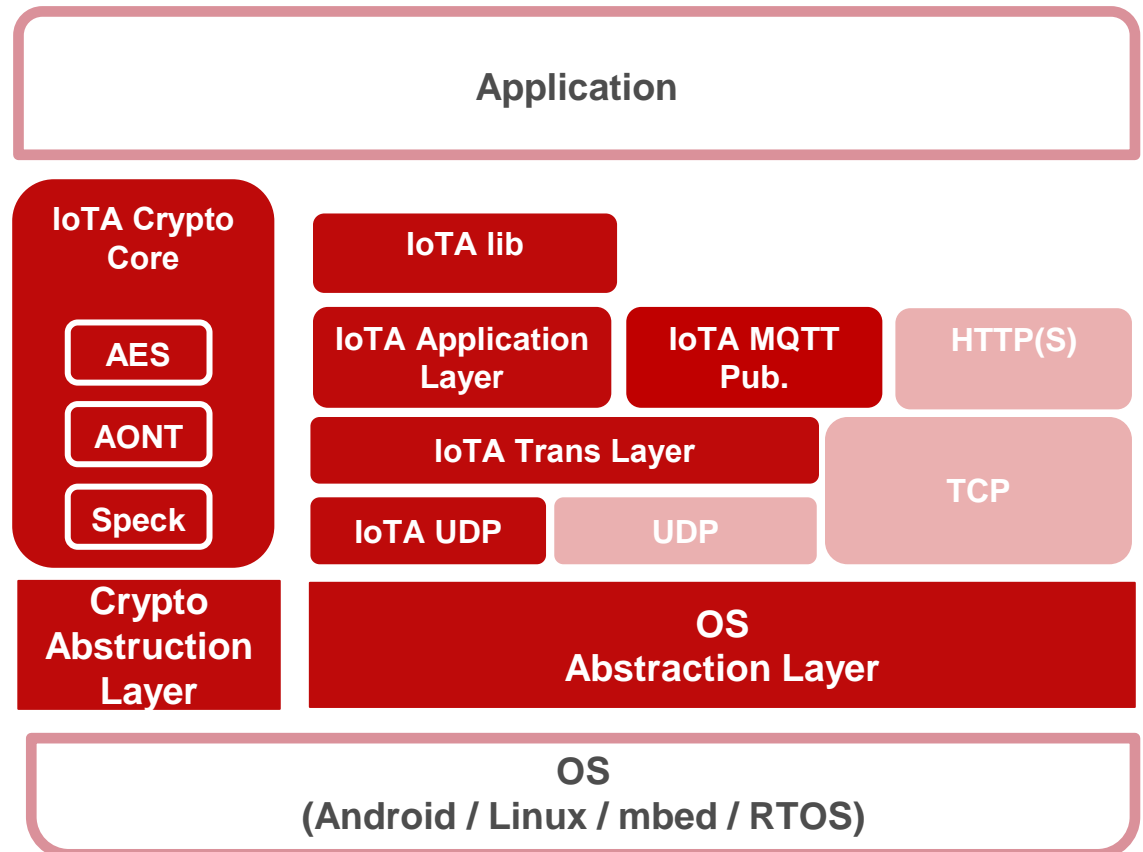 Application
IoTA Crypto
Core
AES
AONT
Speck
IoTA lib
IoTA Application
Layer
IoTA MQTT
Pub.
HTTP(S)
IoTA Trans Layer
TCP
IoTA UDP
UDP
Crypto
Abstruction
Layer
OS
Abstraction Layer
OS
(Android / Linux / mbed / RTOS)